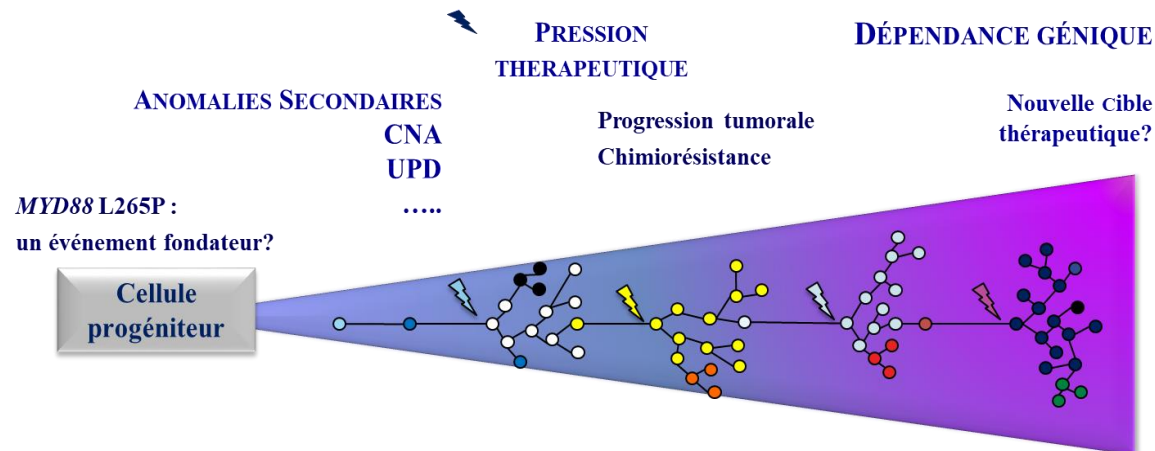 PRESSION
THERAPEUTIQUE
DÉPENDANCE GÉNIQUE
ANOMALIES SECONDAIRES
CNA
UPD
…..
Progression tumorale
Chimiorésistance
Nouvelle Cible
thérapeutique?
MYD88 L265P :
un événement fondateur?
Cellule
progéniteur